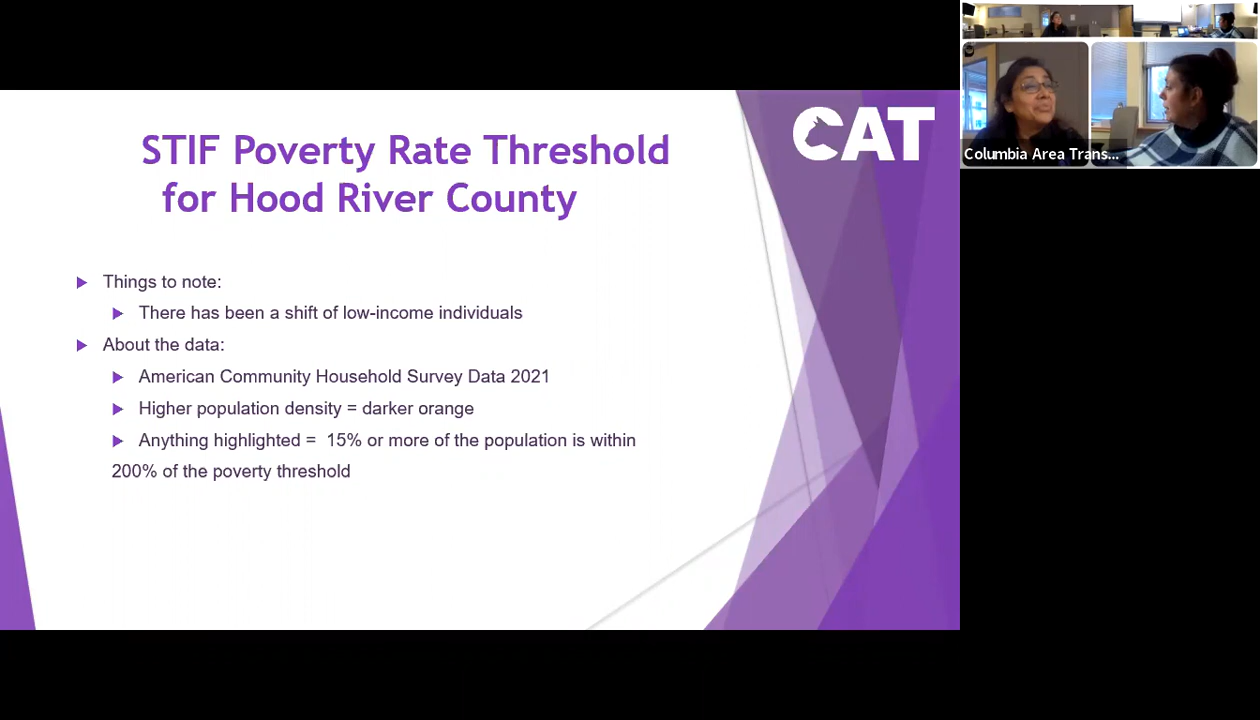 CAT
STIF Poverty Rate Threshold
for Hood River County
Things to note:
There has been a shift of low-income individuals
About the data:
American Community Household Survey Data 2021
Higher population density = darker orange
Anything highlighted =  15% or more of the population is within
200% of the poverty threshold
Columbia Area Trans...